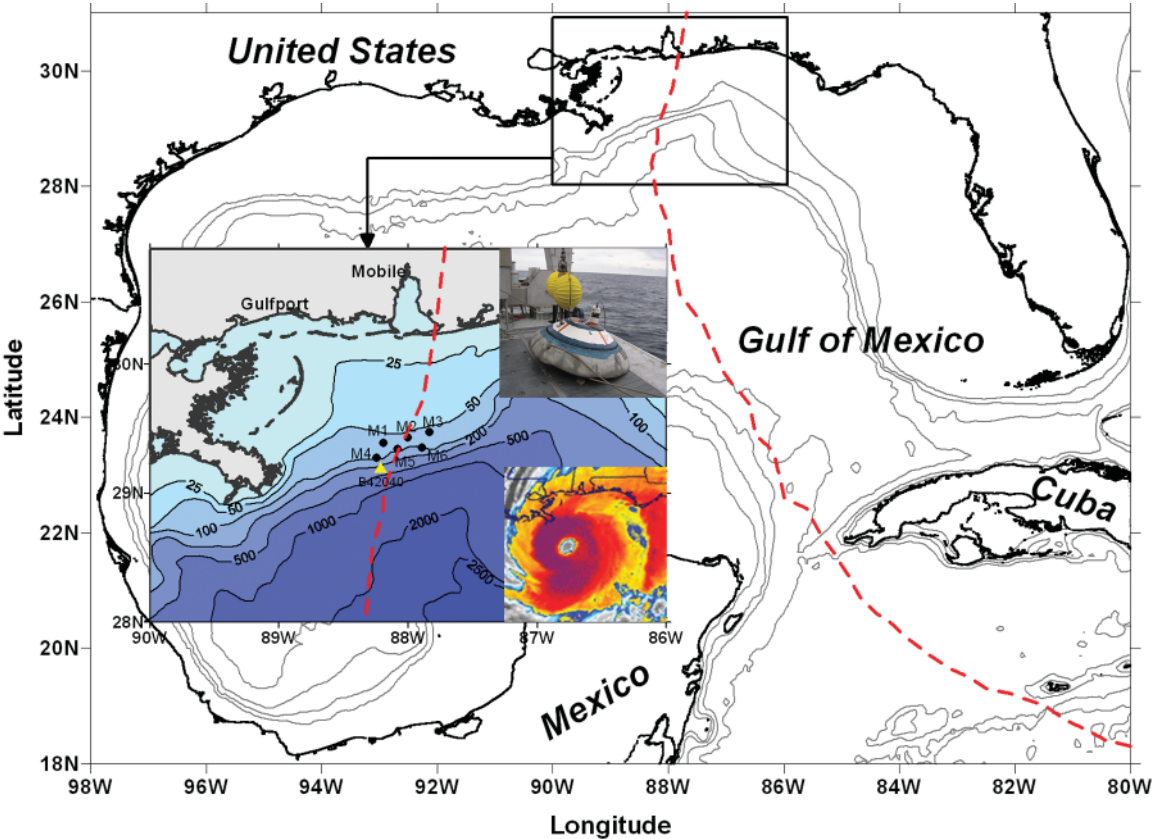 United States
Gulf of Mexico
Cuba
Mexico
Latitude
30N
28N
26N
24N
22N
20N
18N
98W
96W
94W
92W
90W
88W
86W
84W
82W
80W
Longitude
Mobile
Gulfport
25
50
100
200
500
M1
M2
M3
M4
M5
M6
B42040
25
50
100
500
1000
2000
2500
30N
29N
28N
90W
89W
88W
87W
86W